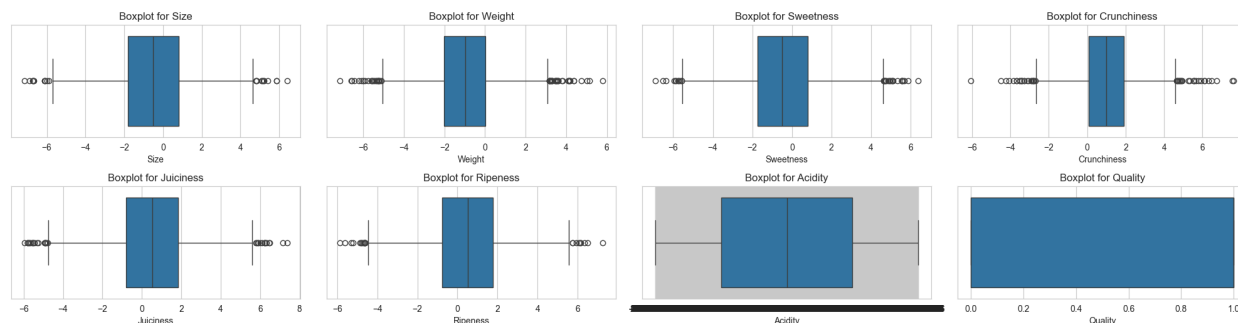 Boxplot for Size
Boxplot for Weight
Boxplot for Sweetness
Boxplot for Crunchiness
−6 −4 −2 0 2 4 6
−6 −4 −2 0 2 4 6
−6 −4 −2 0 2 4 6
−6 −4 −2 0 2 4 6
Size
Weight
Sweetness
Crunchiness
Boxplot for Juiciness
Boxplot for Ripeness
Boxplot for Acidity
Boxplot for Quality
−6 −4 −2 0 2 4 6 8
−6 −4 −2 0 2 4 6
0.0 0.2 0.4 0.6 0.8 1.0
Juiciness
Ripeness
Acidity
Quality